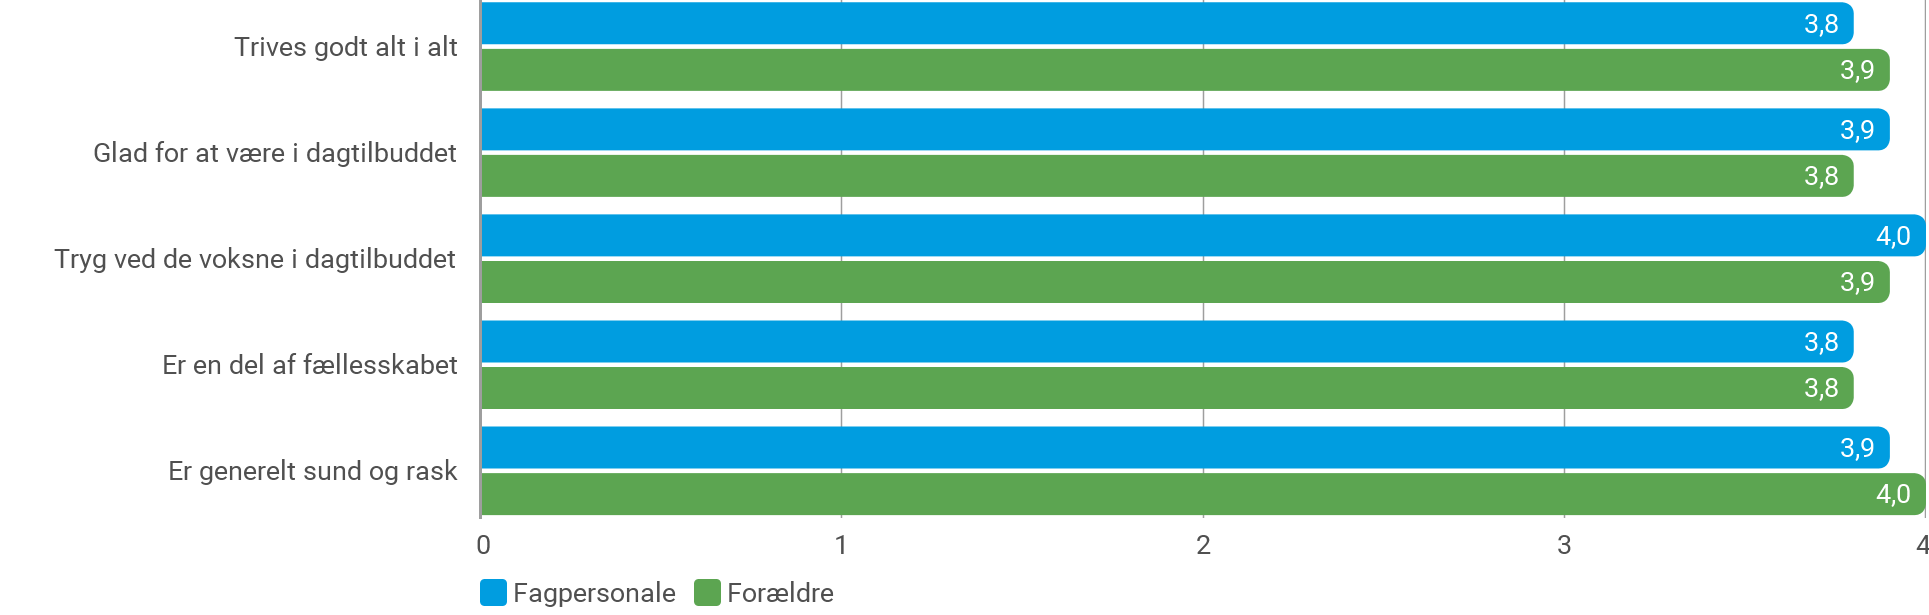 Trives godt alt i alt
3,8
3,9
Glad for at være i dagtilbuddet
3,9
3,8
Tryg ved de voksne i dagtilbuddet
4,0
3,9
Er en del af fællesskabet
3,8
3,8
Er generelt sund og rask
3,9
4,0
0 1 2 3 4
Fagpersonale Forældre